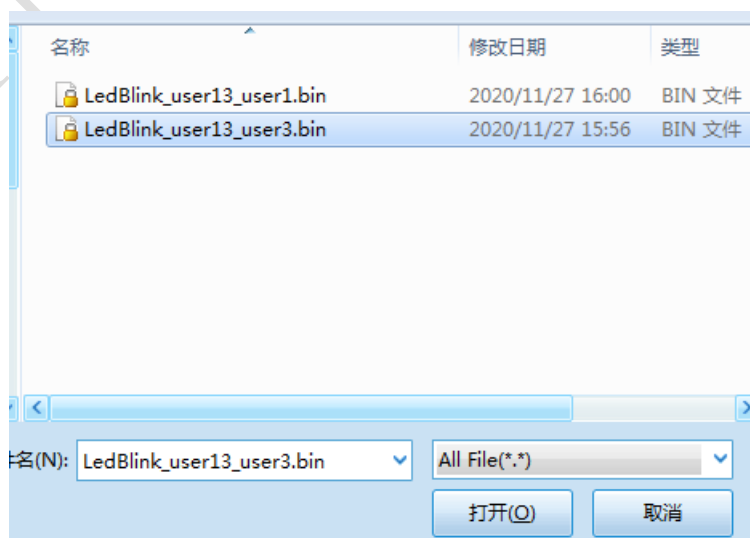 名称 修改日期 类型
LedBlink_user13_user1.bin 2020/11/27 16:00 BIN 文件
LedBlink_user13_user3.bin 2020/11/27 15:56 BIN 文件
名(N): LedBlink_user13_user3.bin All File(*.*)
打开(O) 取消